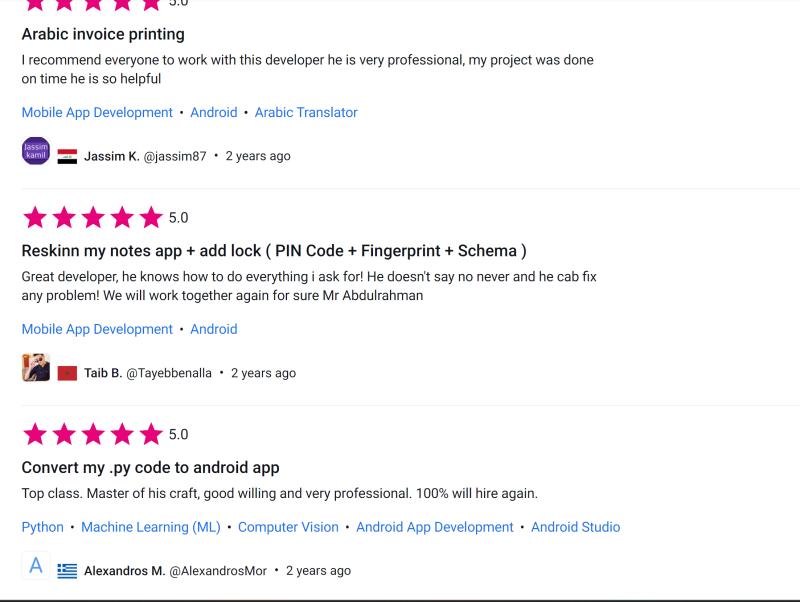 5.0
Arabic invoice printing
I recommend everyone to work with this developer he is very professional, my project was done
on time he is so helpful
Mobile App Development • Android • Arabic Translator
Jassim kamil
Jassim K. @jassim87 • 2 years ago
5.0
Reskinn my notes app + add lock ( PIN Code + Fingerprint + Schema )
Great developer, he knows how to do everything i ask for! He doesn't say no never and he cab fix
any problem! We will work together again for sure Mr Abdulrahman
Mobile App Development • Android
Taib B. @Tayebbenalla • 2 years ago
5.0
Convert my .py code to android app
Top class. Master of his craft, good willing and very professional. 100% will hire again.
Python • Machine Learning (ML) • Computer Vision • Android App Development • Android Studio
A
Alexandros M. @AlexandrosMor • 2 years ago